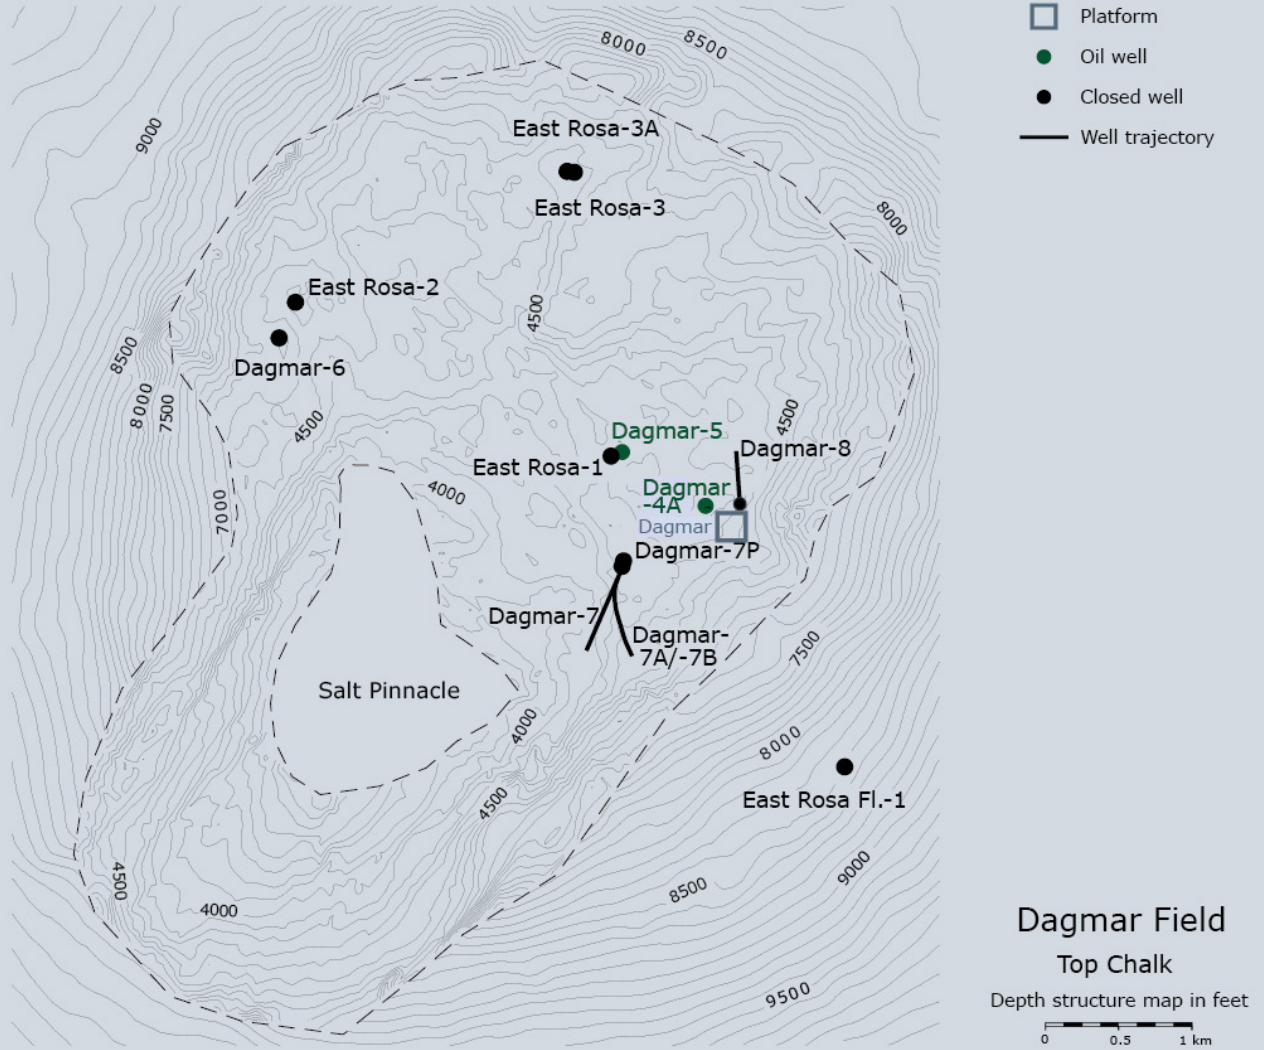 8000
8500
Platform
Oil well
Closed well
Well trajectory
9000
East Rosa-3A
East Rosa-3
8000
East Rosa-2
4500
Dagmar-6
8500
8000
7500
4500
4500
Dagmar-5
Dagmar-8
East Rosa-1
4000
Dagmar
-4A
Dagmar
7000
Dagmar-7P
Dagmar-7
Dagmar-
7A/-7B
7500
Salt Pinnacle
4000
8000
East Rosa Fl.-1
4500
4500
9000
8500
4000
9500
Dagmar Field
Top Chalk
Depth structure map in feet
0 0.5 1 km